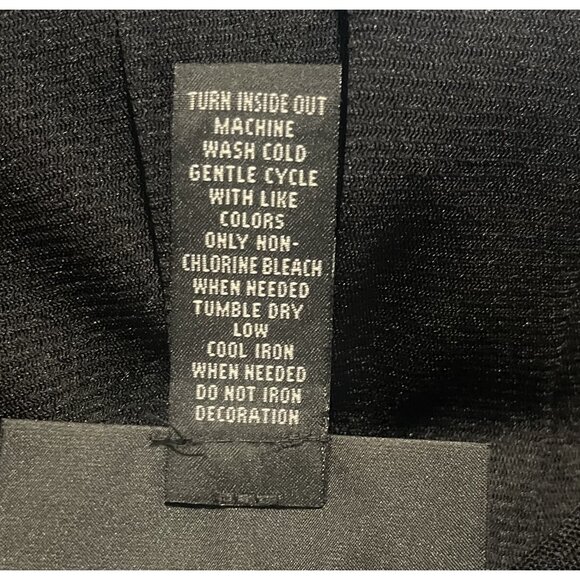 TURN INSIDE OUT
MACHINE
WASH COLD
GENTLE CYCLE
WITH LIKE
COLORS
ONLY NON-
CHLORINE BLEACH
WHEN NEEDED
TUMBLE DRY
LOW
COOL IRON
WHEN NEEDED
DO NOT IRON
DECORATION